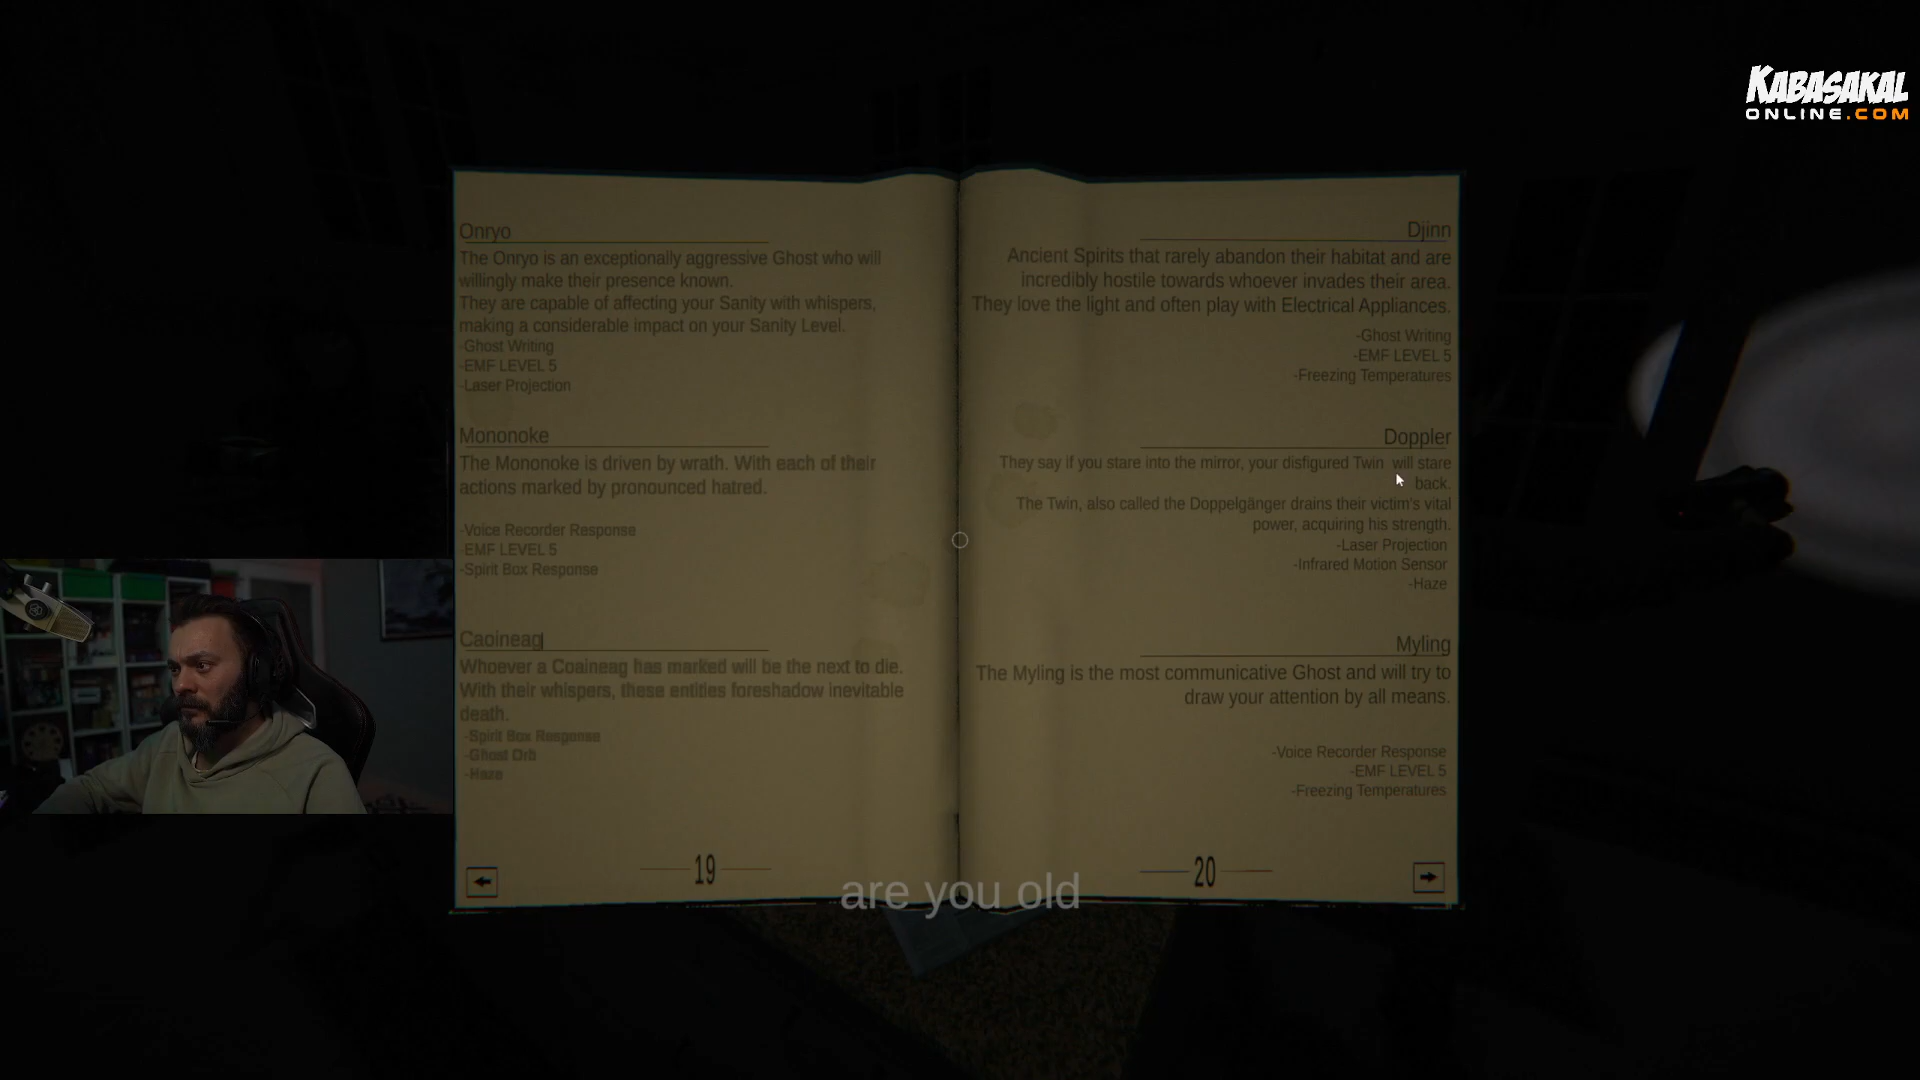 KABASAKAL
ONLINE.COM
Onryo
The Onryo is an exceptionally aggressive Ghost who will
willingly make their presence known.
They are capable of affecting your Sanity with whispers,
making a considerable impact on your Sanity Level.
-Ghost Writing
-EMF LEVEL 5
-Laser Projection
Mononoke
The Mononoke is driven by wrath. With each of their
actions marked by pronounced hatred.
-Voice Recorder Response
-EMF LEVEL 5
-Spirit Box Response
Caoineag
Whoever a Coaineag has marked will be the next to die.
With their whispers, these entities foreshadow inevitable
death.
-Spirit Box Response
-Ghost Orb
-Haze
19
Djinn
Ancient Spirits that rarely abandon their habitat and are
incredibly hostile towards whoever invades their area.
They love the light and often play with Electrical Appliances.
-Ghost Writing
-EMF LEVEL 5
-Freezing Temperatures
Doppler
They say if you stare into the mirror, your disfigured Twin will stare
back.
The Twin, also called the Doppelgänger drains their victim's vital
power, acquiring his strength.
-Laser Projection
-Infrared Motion Sensor
-Haze
Myling
The Myling is the most communicative Ghost and will try to
draw your attention by all means.
-Voice Recorder Response
-EMF LEVEL 5
-Freezing Temperatures
20
are you old